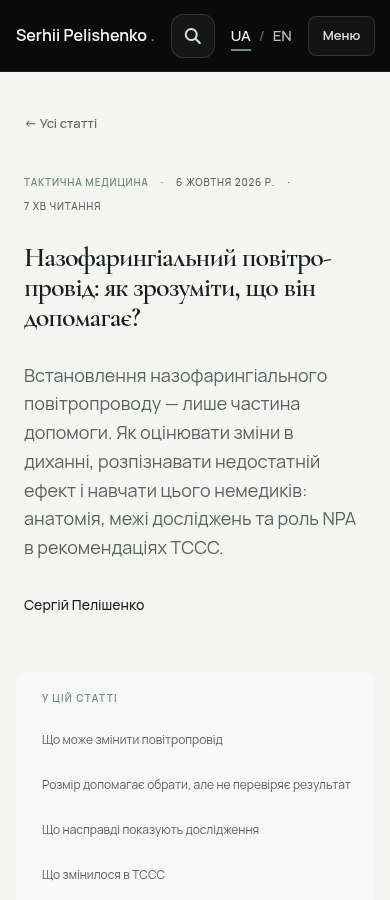 Serhii Pelishenko .
UA / EN
Меню
← Усі статті
ТАКТИЧНА МЕДИЦИНА · 6 ЖОВТНЯ 2026 Р. ·
7 ХВ ЧИТАННЯ
Назофарингіальний повітро-
провід: як зрозуміти, що він
допомагає?
Встановлення назофарингіального
повітропроводу — лише частина
допомоги. Як оцінювати зміни в
диханні, розпізнавати недостатній
ефект і навчати цього немедиків:
анатомія, межі досліджень та роль NPA
в рекомендаціях TCCC.
Сергій Пелішенко
У ЦІЙ СТАТТІ
Що може змінити повітропровід
Розмір допомагає обрати, але не перевіряє результат
Що насправді показують дослідження
Що змінилося в TCCC